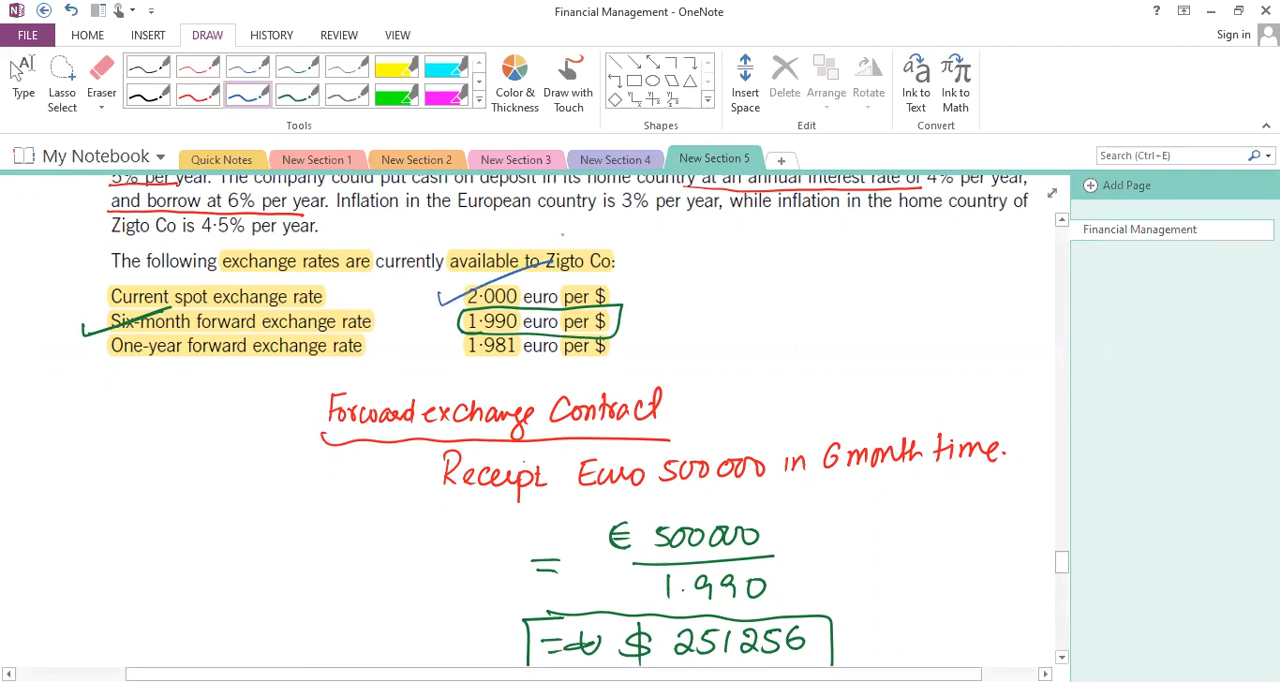 Financial Management - OneNote
Sign in
FILE HOME INSERT DRAW HISTORY REVIEW VIEW
Type
Lasso Select
Eraser
Color & Thickness
Draw with Touch
Insert Space
Delete
Arrange
Rotate
Ink to Text
Ink to Math
Tools
Shapes
Edit
Convert
My Notebook
Quick Notes
New Section 1
New Section 2
New Section 3
New Section 4
New Section 5
Search (Ctrl+E)
Add Page
Financial Management
5% per year. The company could put cash on deposit in its home country at an annual interest rate of 4% per year,
and borrow at 6% per year. Inflation in the European country is 3% per year, while inflation in the home country of
Zigto Co is 4·5% per year.
The following exchange rates are currently available to Zigto Co:
Current spot exchange rate 2·000 euro per $
Six-month forward exchange rate 1·990 euro per $
One-year forward exchange rate 1·981 euro per $
Forward exchange Contract
Receipt Euro 500000 in 6 month time.
€ 500000
=
1.990
= $ 251256